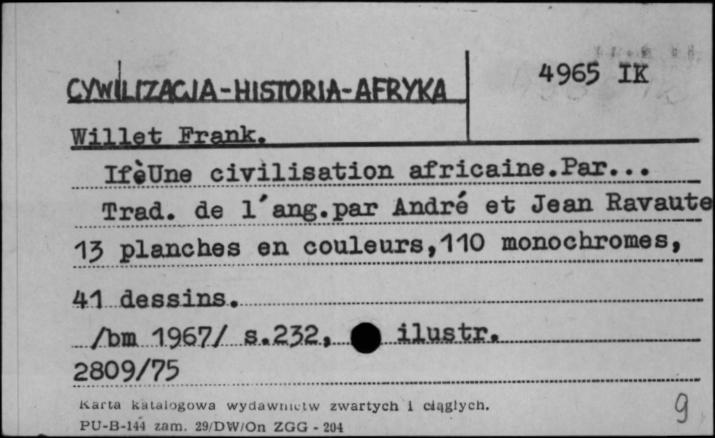 CYWILIZACJA-HISTORIA-AFRYKA
4965 IK
Willet Frank.
IfèUne civilisation africaine.Par...
Trad. de l'ang.par André et Jean Ravaute
13 planches en couleurs,110 monochromes,
41 dessins.
/bm 1967/ s.232, ilustr.
2809/75
Karta katalogowa wydawnictw zwartych i ciągłych.
PU-B-144 zam. 29/DW/On ZGG - 204
9